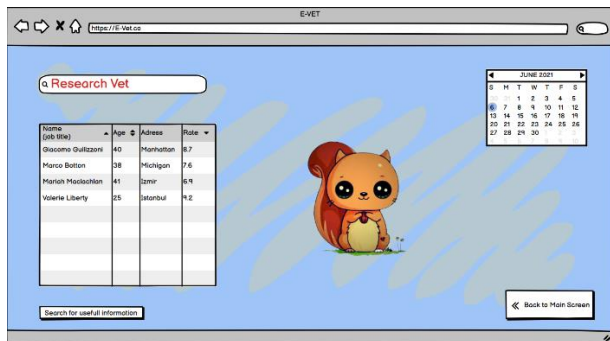 E-VET
https://E-Vet.co
Research Vet
Name
(job title) Age Adress Rate
Giacomo Guilizzoni 40 Manhattan 8.7
Marco Botton 38 Michigan 7.6
Mariah Maclachlan 41 Izmir 6.9
Valerie Liberty 25 Istanbul 9.2
Search for usefull information
JUNE 2021
S M T W T F S
1 2 3 4 5
6 7 8 9 10 11 12
13 14 15 16 17 18 19
20 21 22 23 24 25 26
27 28 29 30
Back to Main Screen